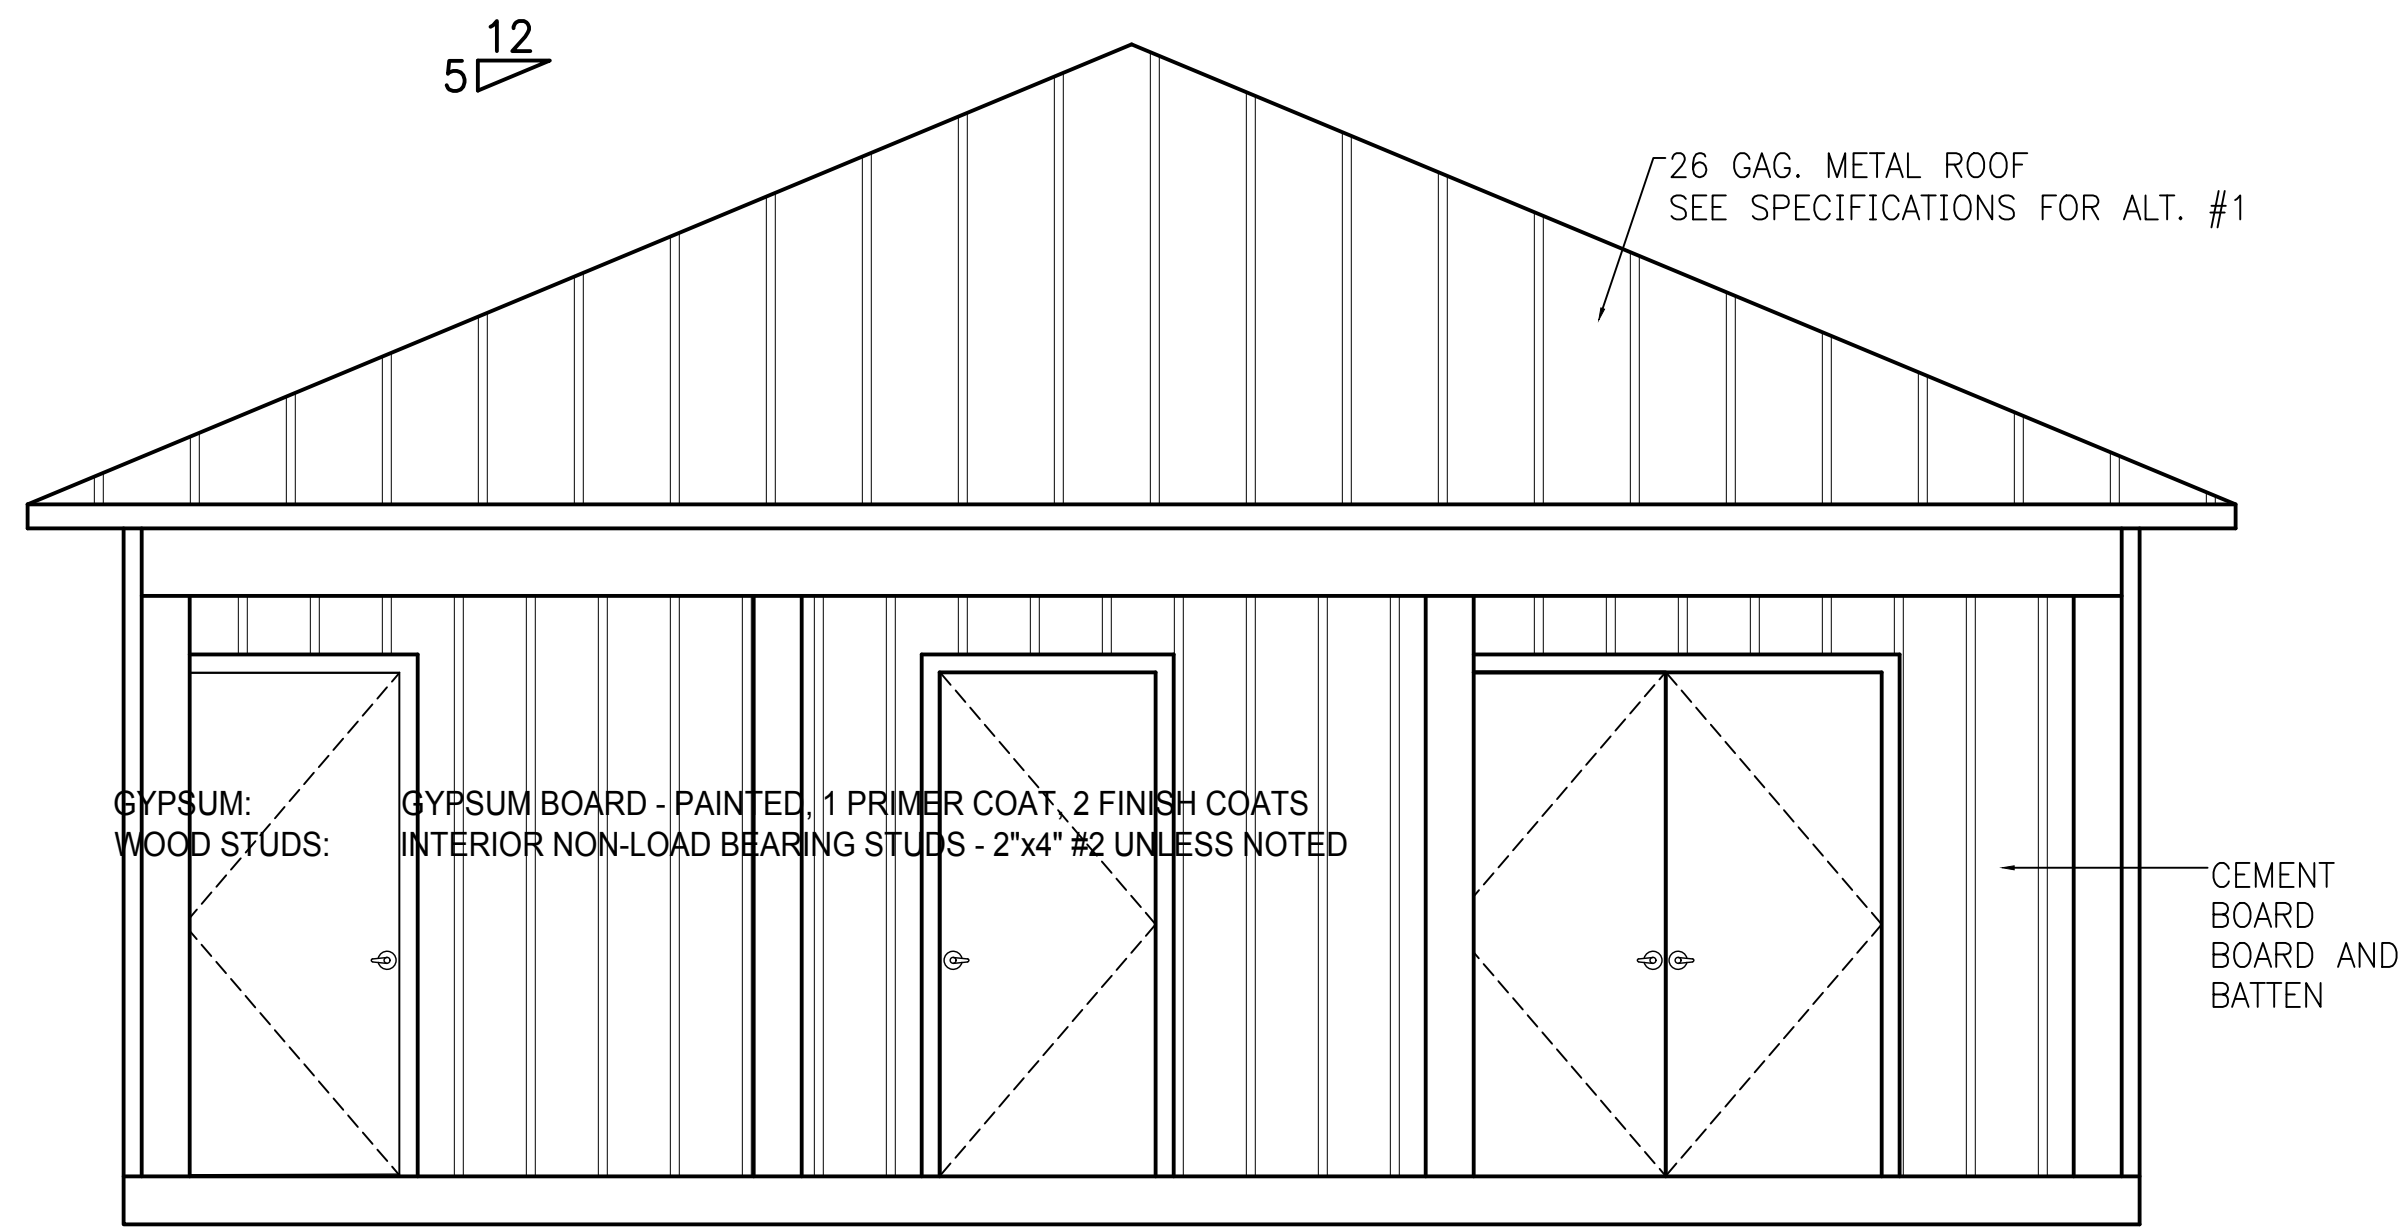 12
5
26 GAG. METAL ROOF
SEE SPECIFICATIONS FOR ALT. #1
GYPSUM: GYPSUM BOARD - PAINTED, 1 PRIMER COAT, 2 FINISH COATS
WOOD STUDS: INTERIOR NON-LOAD BEARING STUDS - 2"x4" #2 UNLESS NOTED
CEMENT
BOARD
BOARD AND
BATTEN